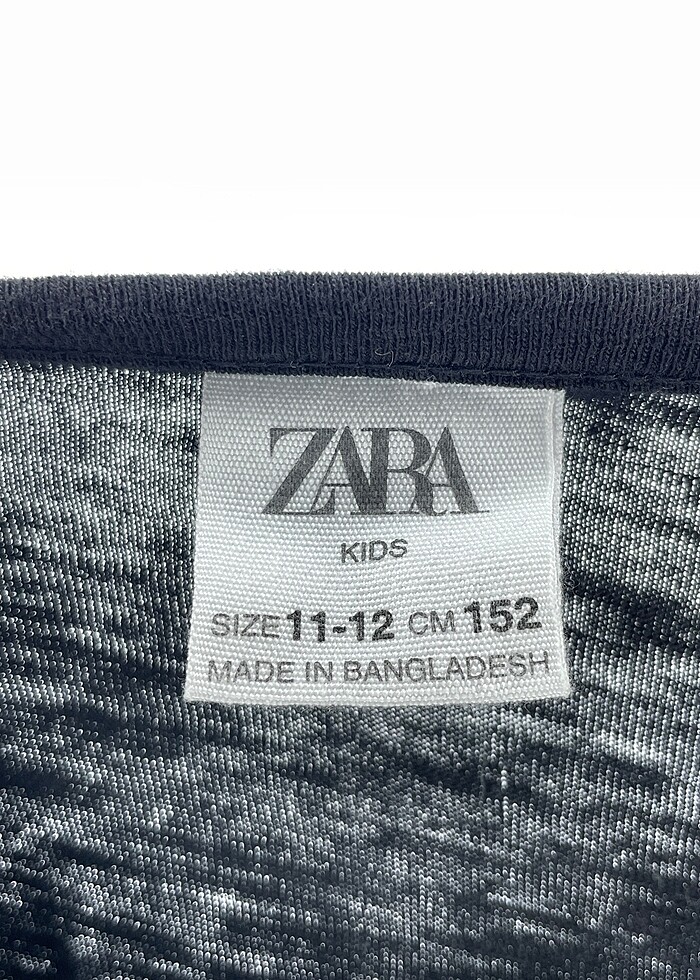 ZARA
KIDS
SIZE 11-12 CM 152
MADE IN BANGLADESH